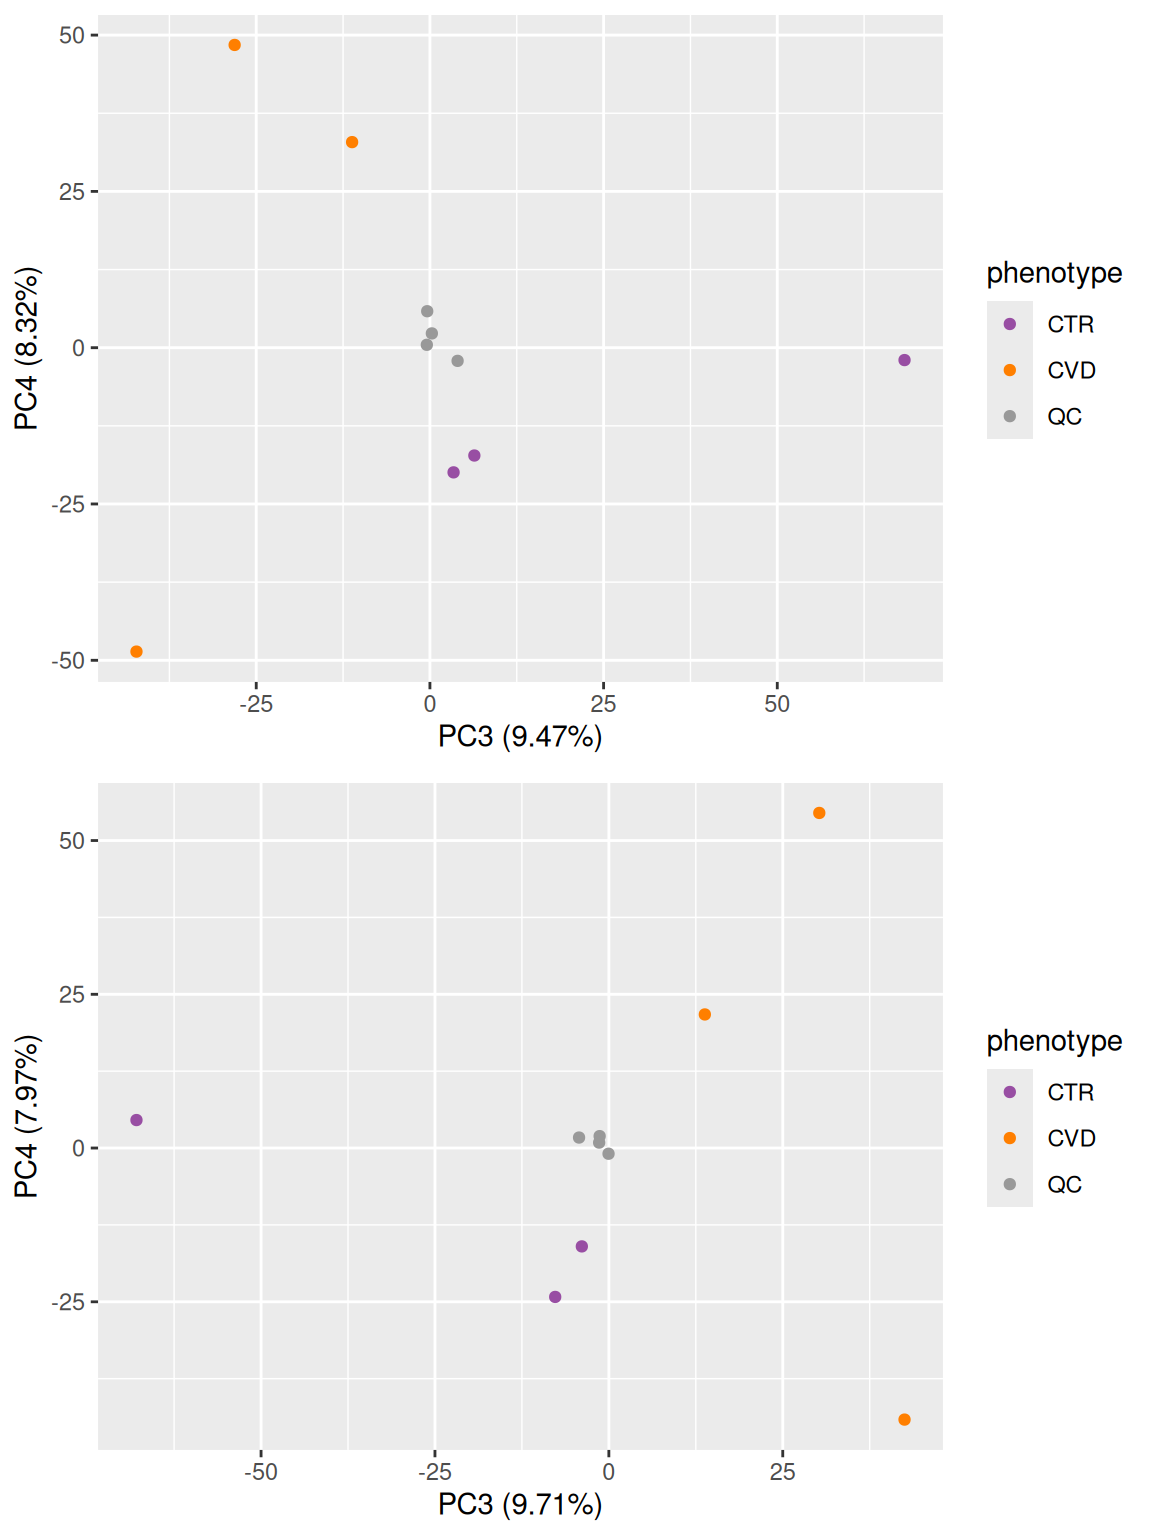 50
25
0
-25
-50
PC4 (8.32%)
-25 0 25 50
PC3 (9.47%)
phenotype
CTR
CVD
QC
50
25
0
-25
PC4 (7.97%)
-50 -25 0 25
PC3 (9.71%)
phenotype
CTR
CVD
QC